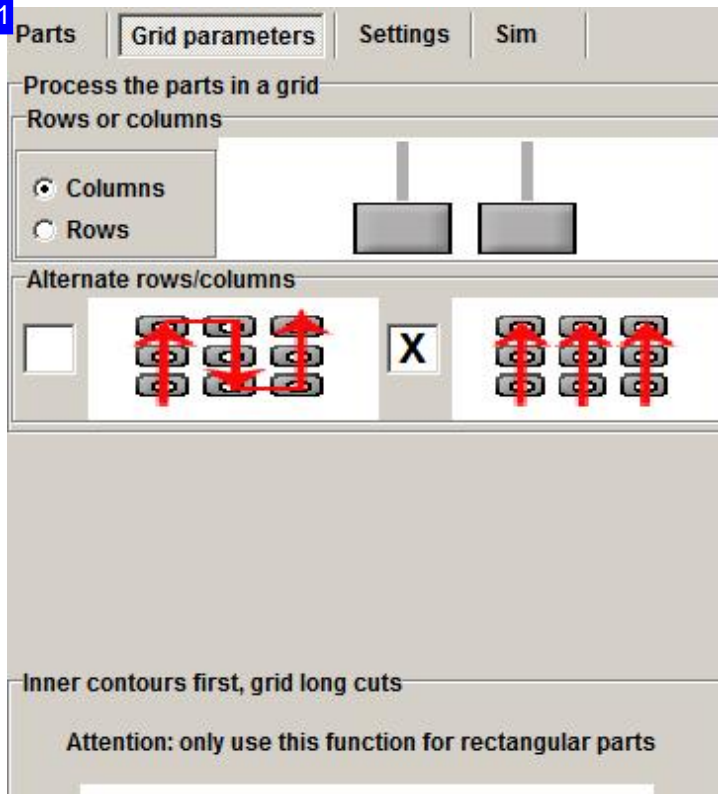 1
Parts Grid parameters Settings Sim
Process the parts in a grid
Rows or columns
Columns
Rows
Alternate rows/columns
X
Inner contours first, grid long cuts
Attention: only use this function for rectangular parts